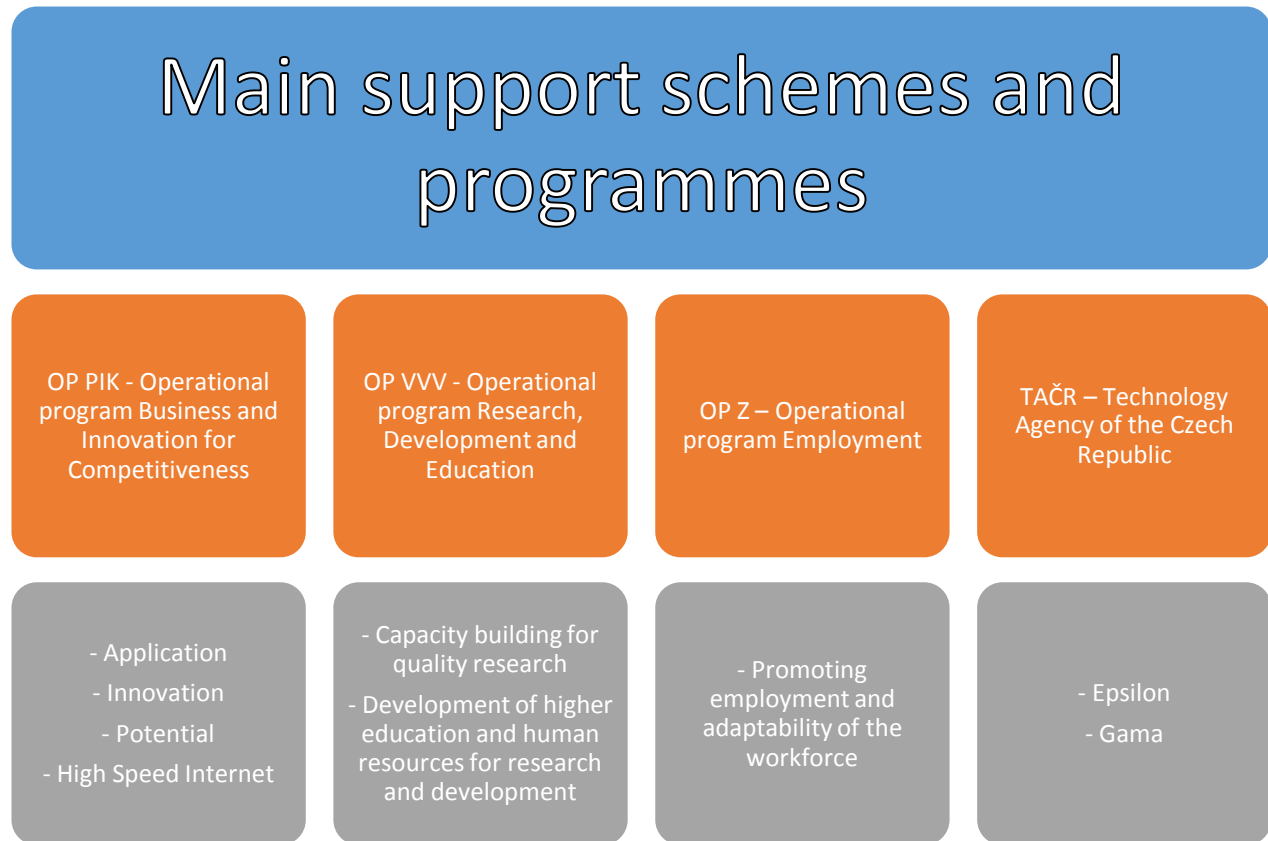 Main support schemes and
programmes
OP PIK - Operational
program Business and
Innovation for
Competitiveness
OP VVV - Operational
program Research,
Development and
Education
OP Z – Operational
program Employment
TAČR – Technology
Agency of the Czech
Republic
- Application
- Innovation
- Potential
- High Speed Internet
- Capacity building for
quality research
- Development of higher
education and human
resources for research
and development
- Promoting
employment and
adaptability of the
workforce
- Epsilon
- Gama